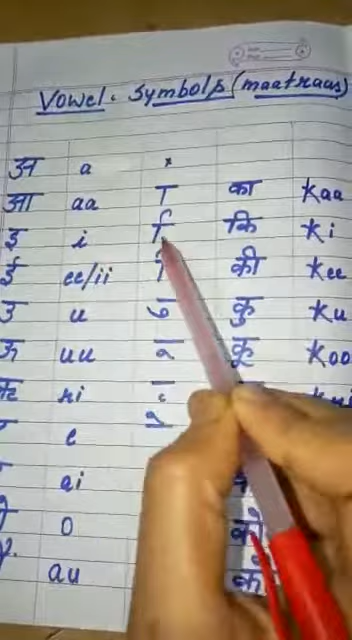 Vowel. Symbols (maatraas)
अ a x
आ aa ा का Kaa
इ i ि कि Ki
ई ee/ii ी की Kee
उ u ु कु Ku
ऊ uu ू कू Koo
ri ृ
e
ai
o को
au